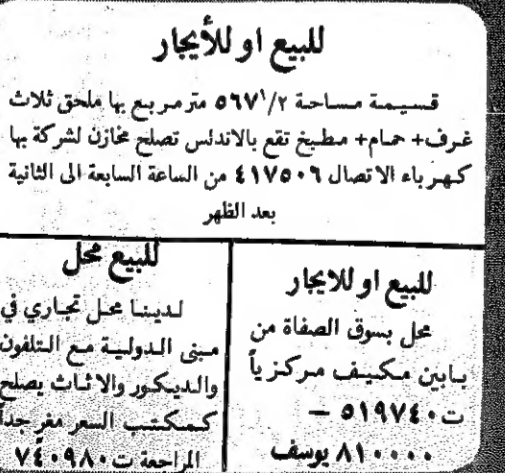 للبيع او للأيجار
قسيمة مساحة ٥٦٧١/٢ متر مربع بها ملحق ثلاث
غرف+ حمام+ مطبخ تقع بالاندلس تصلح مخازن لشركة بها
كهرباء الاتصال ٤١٧٥٠٦ من الساعة السابعة الى الثانية
بعد الظهر
للبيع او للايجار
محل بسوق الصفاة من
بابين مكيف مركزياً
ت ٥١٩٧٤٠ –
٨١٠٠٠٠ يوسف
للبيع محل
لدينا محل تجاري في
مبنى الدولية مع التلفون
والديكور والاثاث يصلح
كمكتب السعر مغر جداً
المراجعة ت ٧٤٠٩٨٠